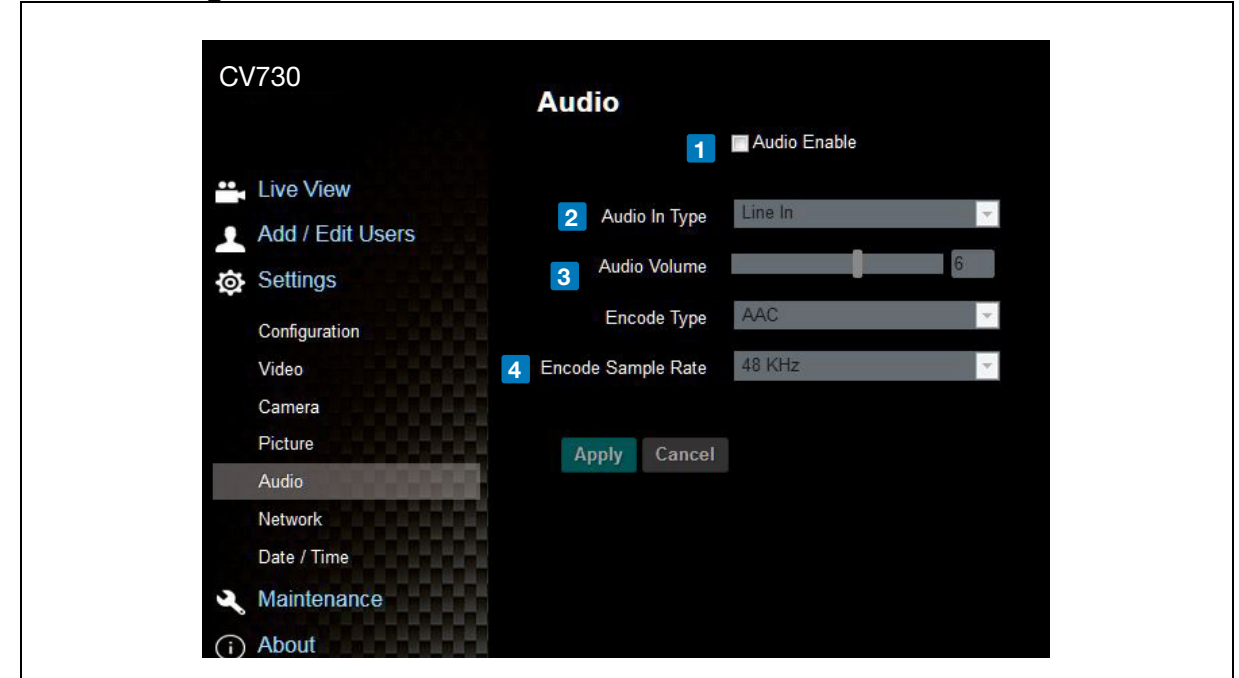 CV730
Audio
1 Audio Enable
Live View
Add / Edit Users
Settings
Configuration
Video
Camera
Picture
Audio
Network
Date / Time
Maintenance
About
2 Audio In Type Line In
3 Audio Volume 6
Encode Type AAC
4 Encode Sample Rate 48 KHz
Apply Cancel